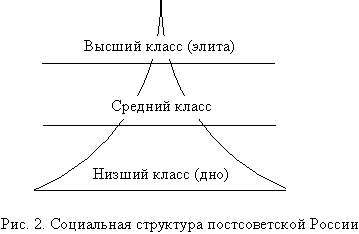 Высший класс (элита)
Средний класс
Низший класс (дно)
Рис. 2. Социальная структура постсоветской России